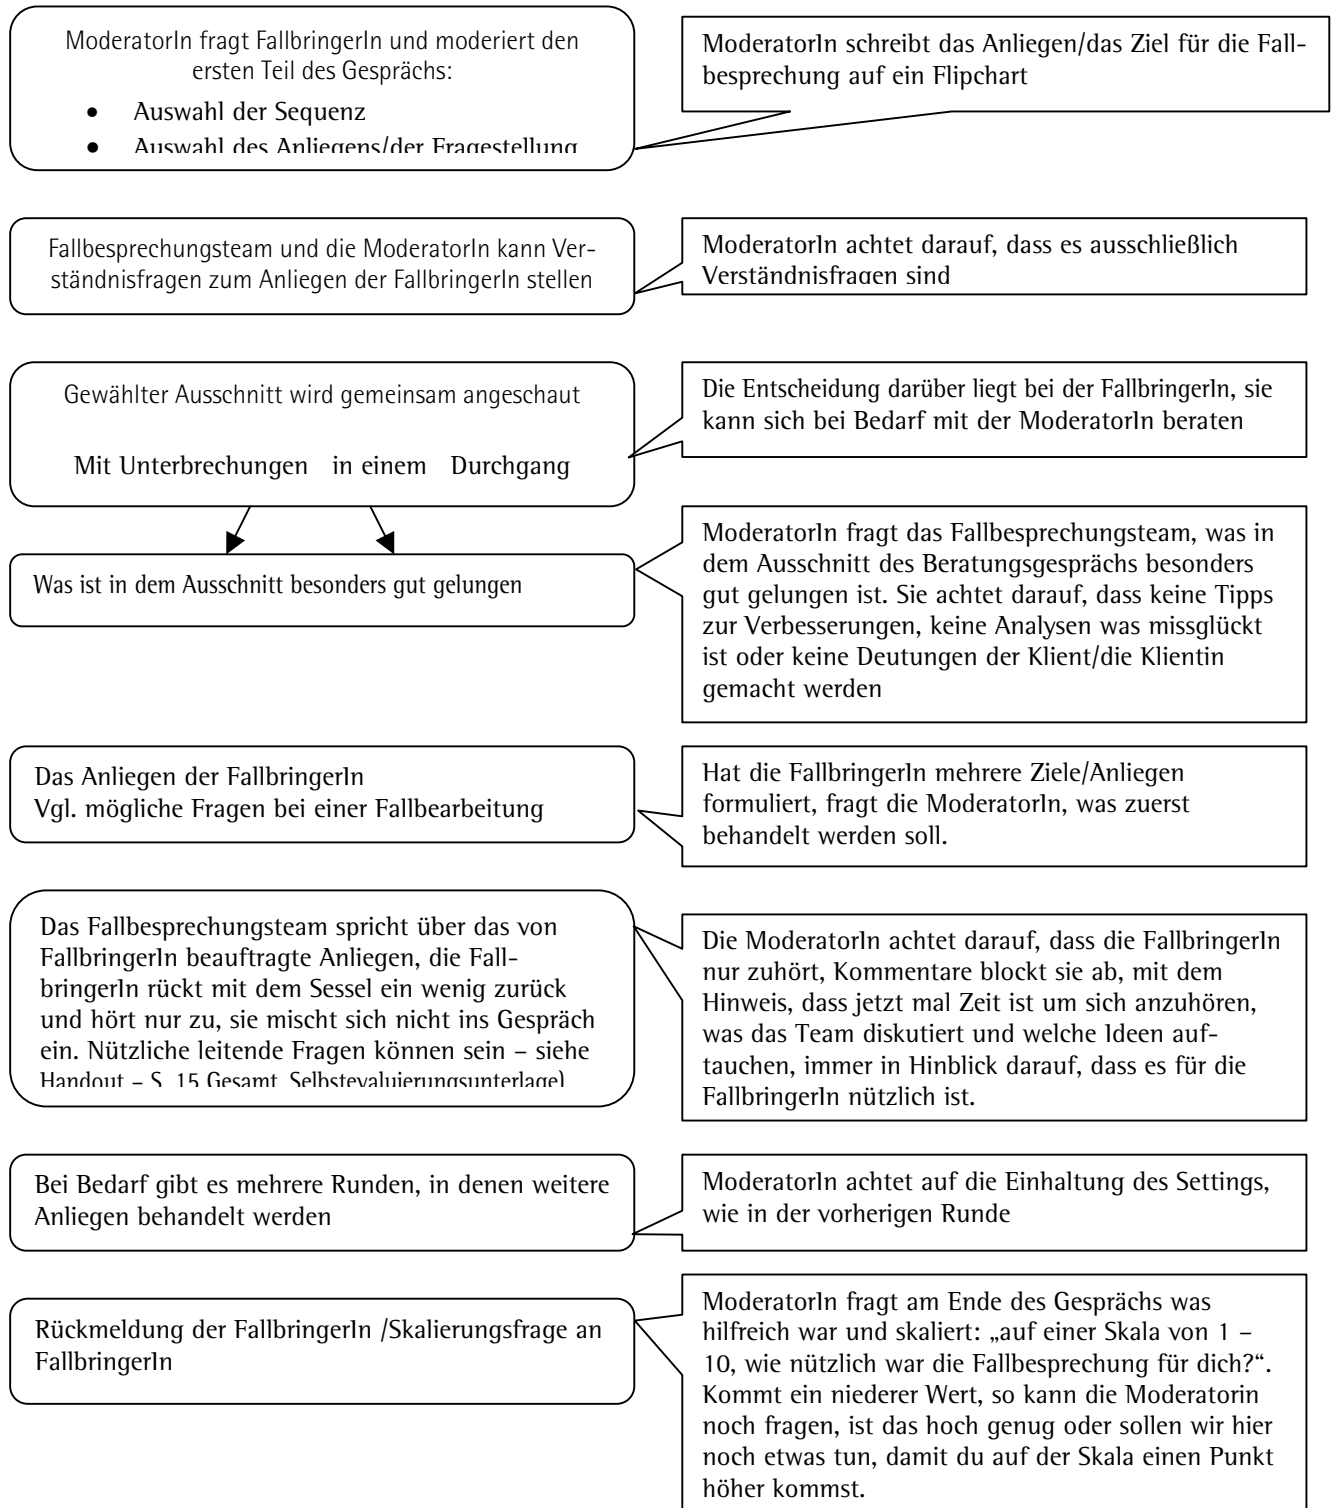 ModeratorIn fragt FallbringerIn und moderiert den
ersten Teil des Gesprächs:
• Auswahl der Sequenz
• Auswahl des Anliegens/der Fragestellung
ModeratorIn schreibt das Anliegen/das Ziel für die Fall-
besprechung auf ein Flipchart
Fallbesprechungsteam und die ModeratorIn kann Ver-
ständnisfragen zum Anliegen der FallbringerIn stellen
ModeratorIn achtet darauf, dass es ausschließlich
Verständnisfragen sind
Gewählter Ausschnitt wird gemeinsam angeschaut
Mit Unterbrechungen in einem Durchgang
Die Entscheidung darüber liegt bei der FallbringerIn, sie
kann sich bei Bedarf mit der ModeratorIn beraten
Was ist in dem Ausschnitt besonders gut gelungen
ModeratorIn fragt das Fallbesprechungsteam, was in
dem Ausschnitt des Beratungsgesprächs besonders
gut gelungen ist. Sie achtet darauf, dass keine Tipps
zur Verbesserungen, keine Analysen was missglückt
ist oder keine Deutungen der Klient/die Klientin
gemacht werden
Das Anliegen der FallbringerIn
Vgl. mögliche Fragen bei einer Fallbearbeitung
Hat die FallbringerIn mehrere Ziele/Anliegen
formuliert, fragt die ModeratorIn, was zuerst
behandelt werden soll.
Das Fallbesprechungsteam spricht über das von
FallbringerIn beauftragte Anliegen, die Fall-
bringerIn rückt mit dem Sessel ein wenig zurück
und hört nur zu, sie mischt sich nicht ins Gespräch
ein. Nützliche leitende Fragen können sein – siehe
Handout – S. 15 Gesamt. Selbstevaluierungsunterlage)
Die ModeratorIn achtet darauf, dass die FallbringerIn
nur zuhört, Kommentare blockt sie ab, mit dem
Hinweis, dass jetzt mal Zeit ist um sich anzuhören,
was das Team diskutiert und welche Ideen auf-
tauchen, immer in Hinblick darauf, dass es für die
FallbringerIn nützlich ist.
Bei Bedarf gibt es mehrere Runden, in denen weitere
Anliegen behandelt werden
ModeratorIn achtet auf die Einhaltung des Settings,
wie in der vorherigen Runde
Rückmeldung der FallbringerIn /Skalierungsfrage an
FallbringerIn
ModeratorIn fragt am Ende des Gesprächs was
hilfreich war und skaliert: „auf einer Skala von 1 –
10, wie nützlich war die Fallbesprechung für dich?“.
Kommt ein niederer Wert, so kann die Moderatorin
noch fragen, ist das hoch genug oder sollen wir hier
noch etwas tun, damit du auf der Skala einen Punkt
höher kommst.